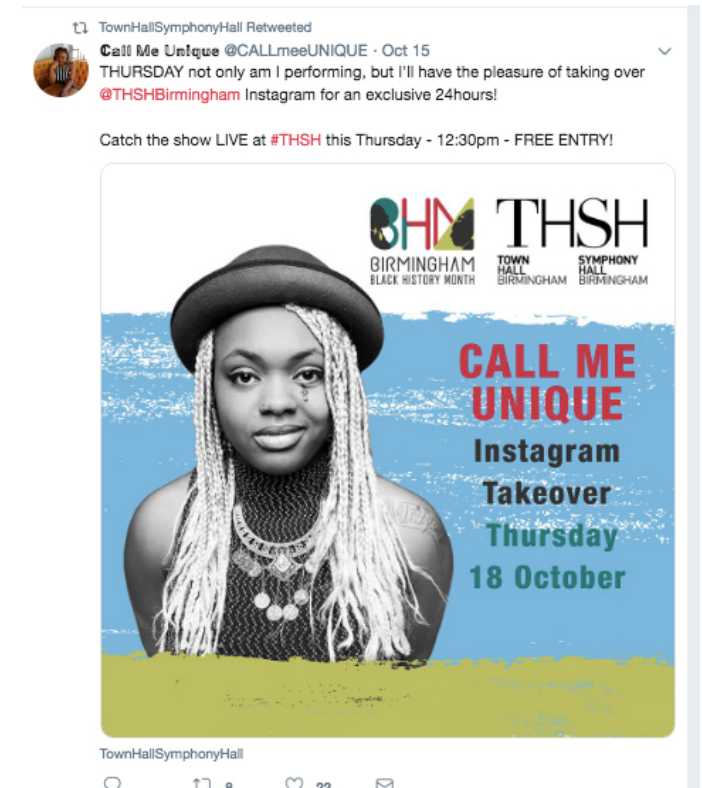 TownHallSymphonyHall Retweeted
Call Me Unique @CALLmeeUNIQUE · Oct 15
THURSDAY not only am I performing, but I'll have the pleasure of taking over
@THSHBirmingham Instagram for an exclusive 24hours!
Catch the show LIVE at #THSH this Thursday - 12:30pm - FREE ENTRY!
BHM
BIRMINGHAM
BLACK HISTORY MONTH
THSH
TOWN
HALL
BIRMINGHAM
SYMPHONY
HALL
BIRMINGHAM
CALL ME
UNIQUE
Instagram
Takeover
Thursday
18 October
TownHallSymphonyHall